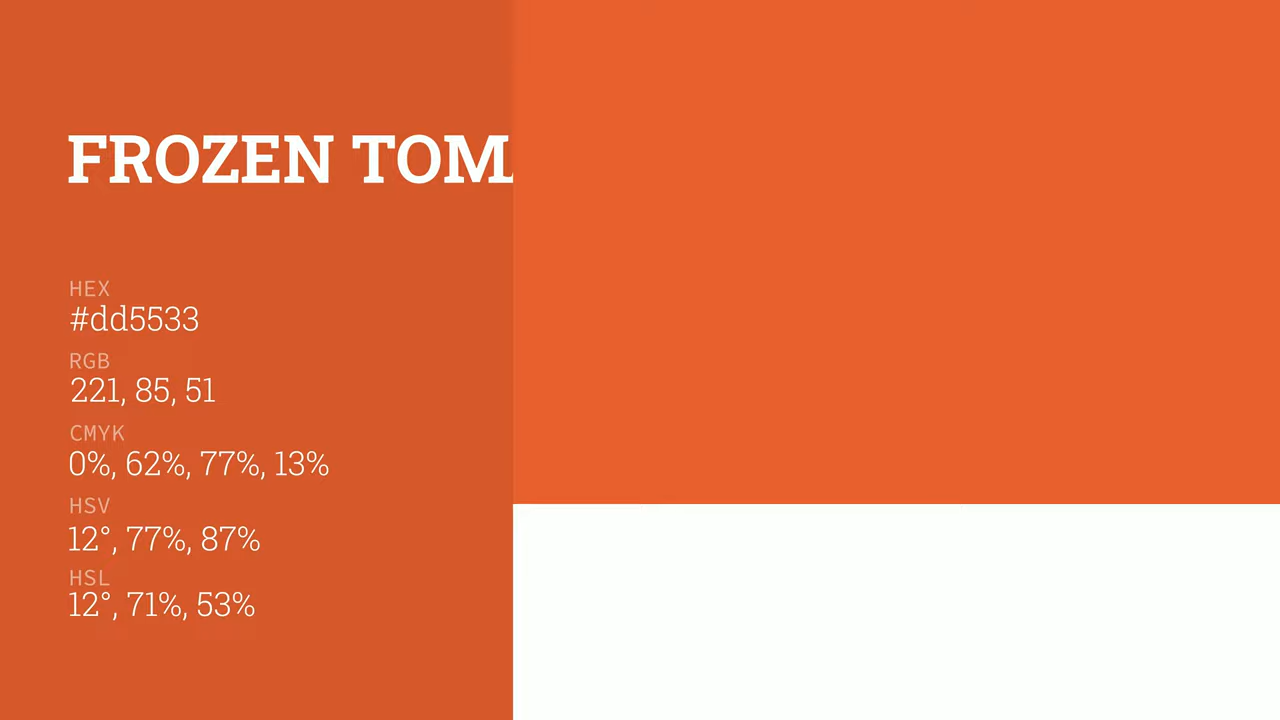 FROZEN TOM
HEX
#dd5533
RGB
221, 85, 51
CMYK
0%, 62%, 77%, 13%
HSV
12°, 77%, 87%
HSL
12°, 71%, 53%